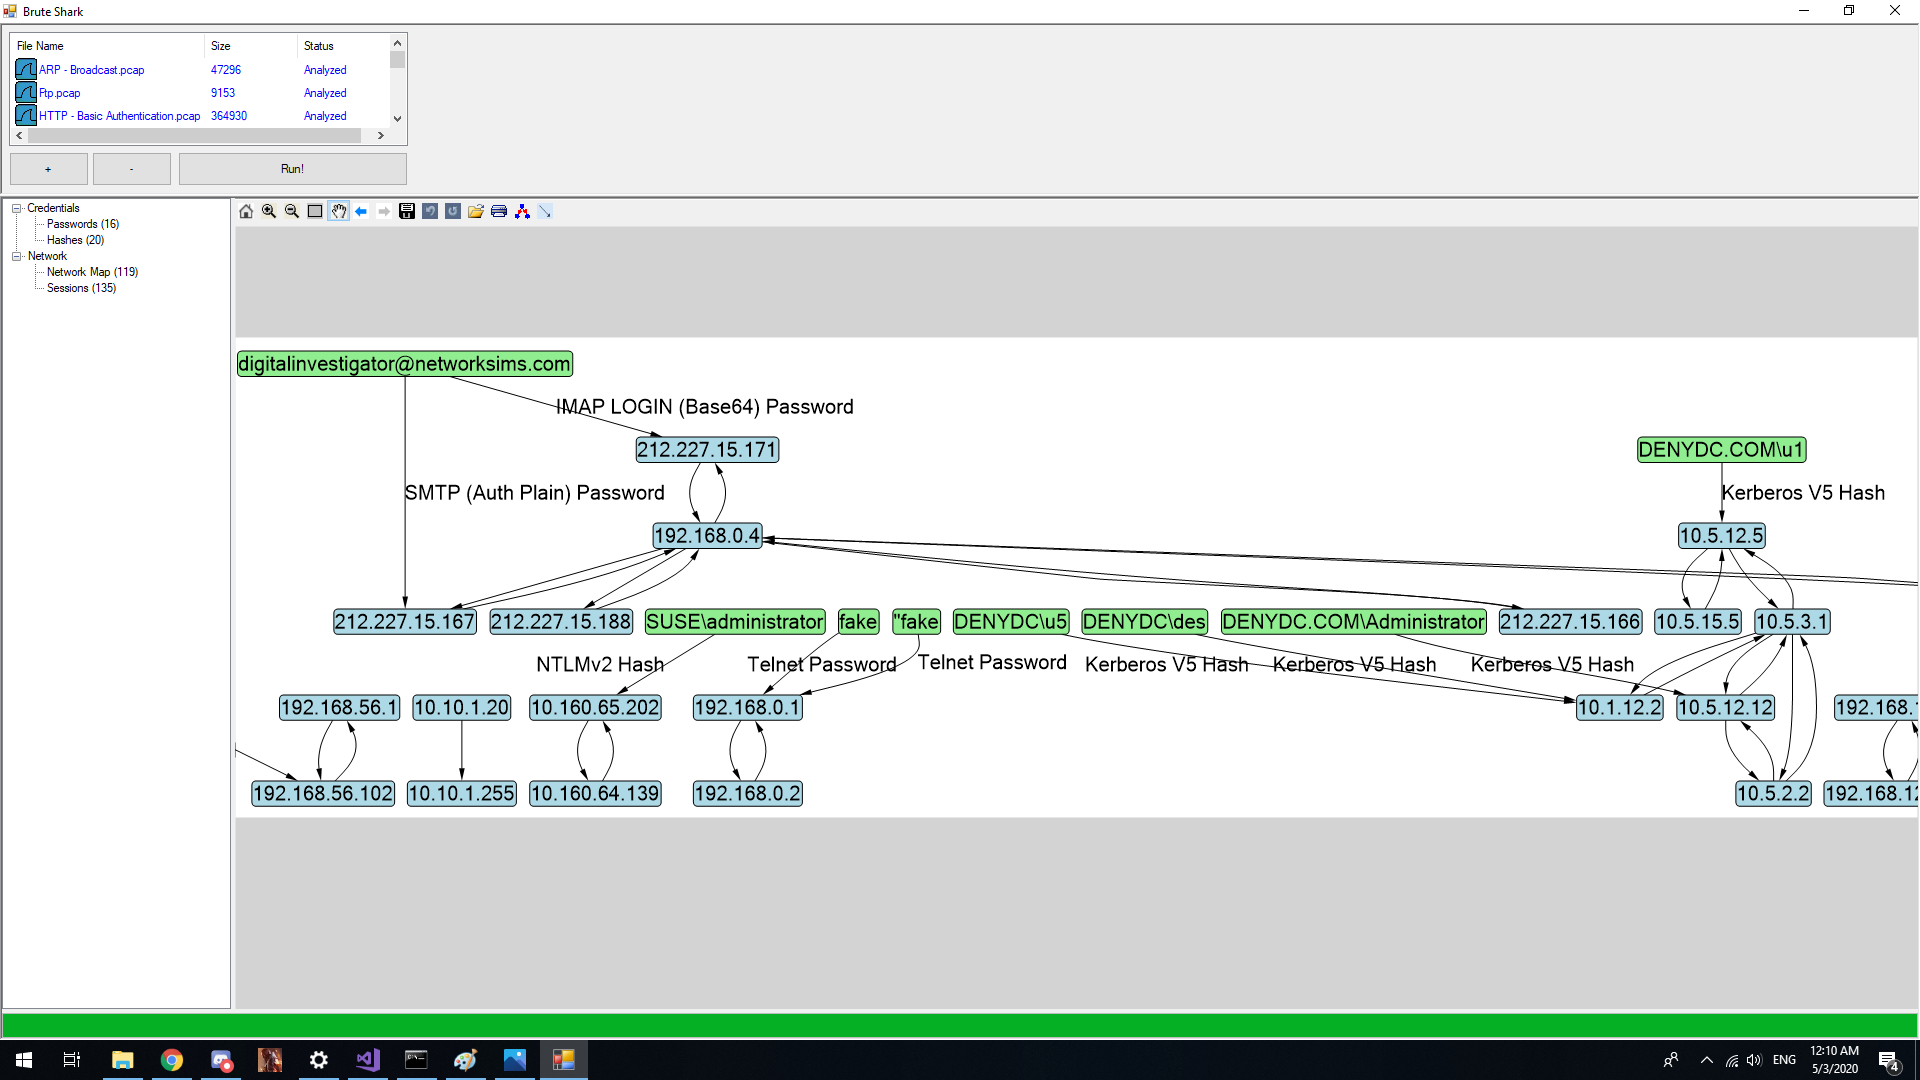 Brute Shark
File Name Size Status
ARP - Broadcast.pcap 47296 Analyzed
Ftp.pcap 9153 Analyzed
HTTP - Basic Authentication.pcap 364930 Analyzed
+ - Run!
Credentials
Passwords (16)
Hashes (20)
Network
Network Map (119)
Sessions (135)
digitalinvestigator@networksims.com
IMAP LOGIN (Base64) Password
212.227.15.171
DENYDC.COM\u1
SMTP (Auth Plain) Password
Kerberos V5 Hash
192.168.0.4
10.5.12.5
212.227.15.167 212.227.15.188 SUSE\administrator fake "fake DENYDC\u5 DENYDC\des DENYDC.COM\Administrator 212.227.15.166 10.5.15.5 10.5.3.1
NTLMv2 Hash Telnet Password Telnet Password Kerberos V5 Hash Kerberos V5 Hash Kerberos V5 Hash
192.168.56.1 10.10.1.20 10.160.65.202 192.168.0.1 10.1.12.2 10.5.12.12 192.168.1
192.168.56.102 10.10.1.255 10.160.64.139 192.168.0.2 10.5.2.2 192.168.12
ENG
12:10 AM
5/3/2020
4